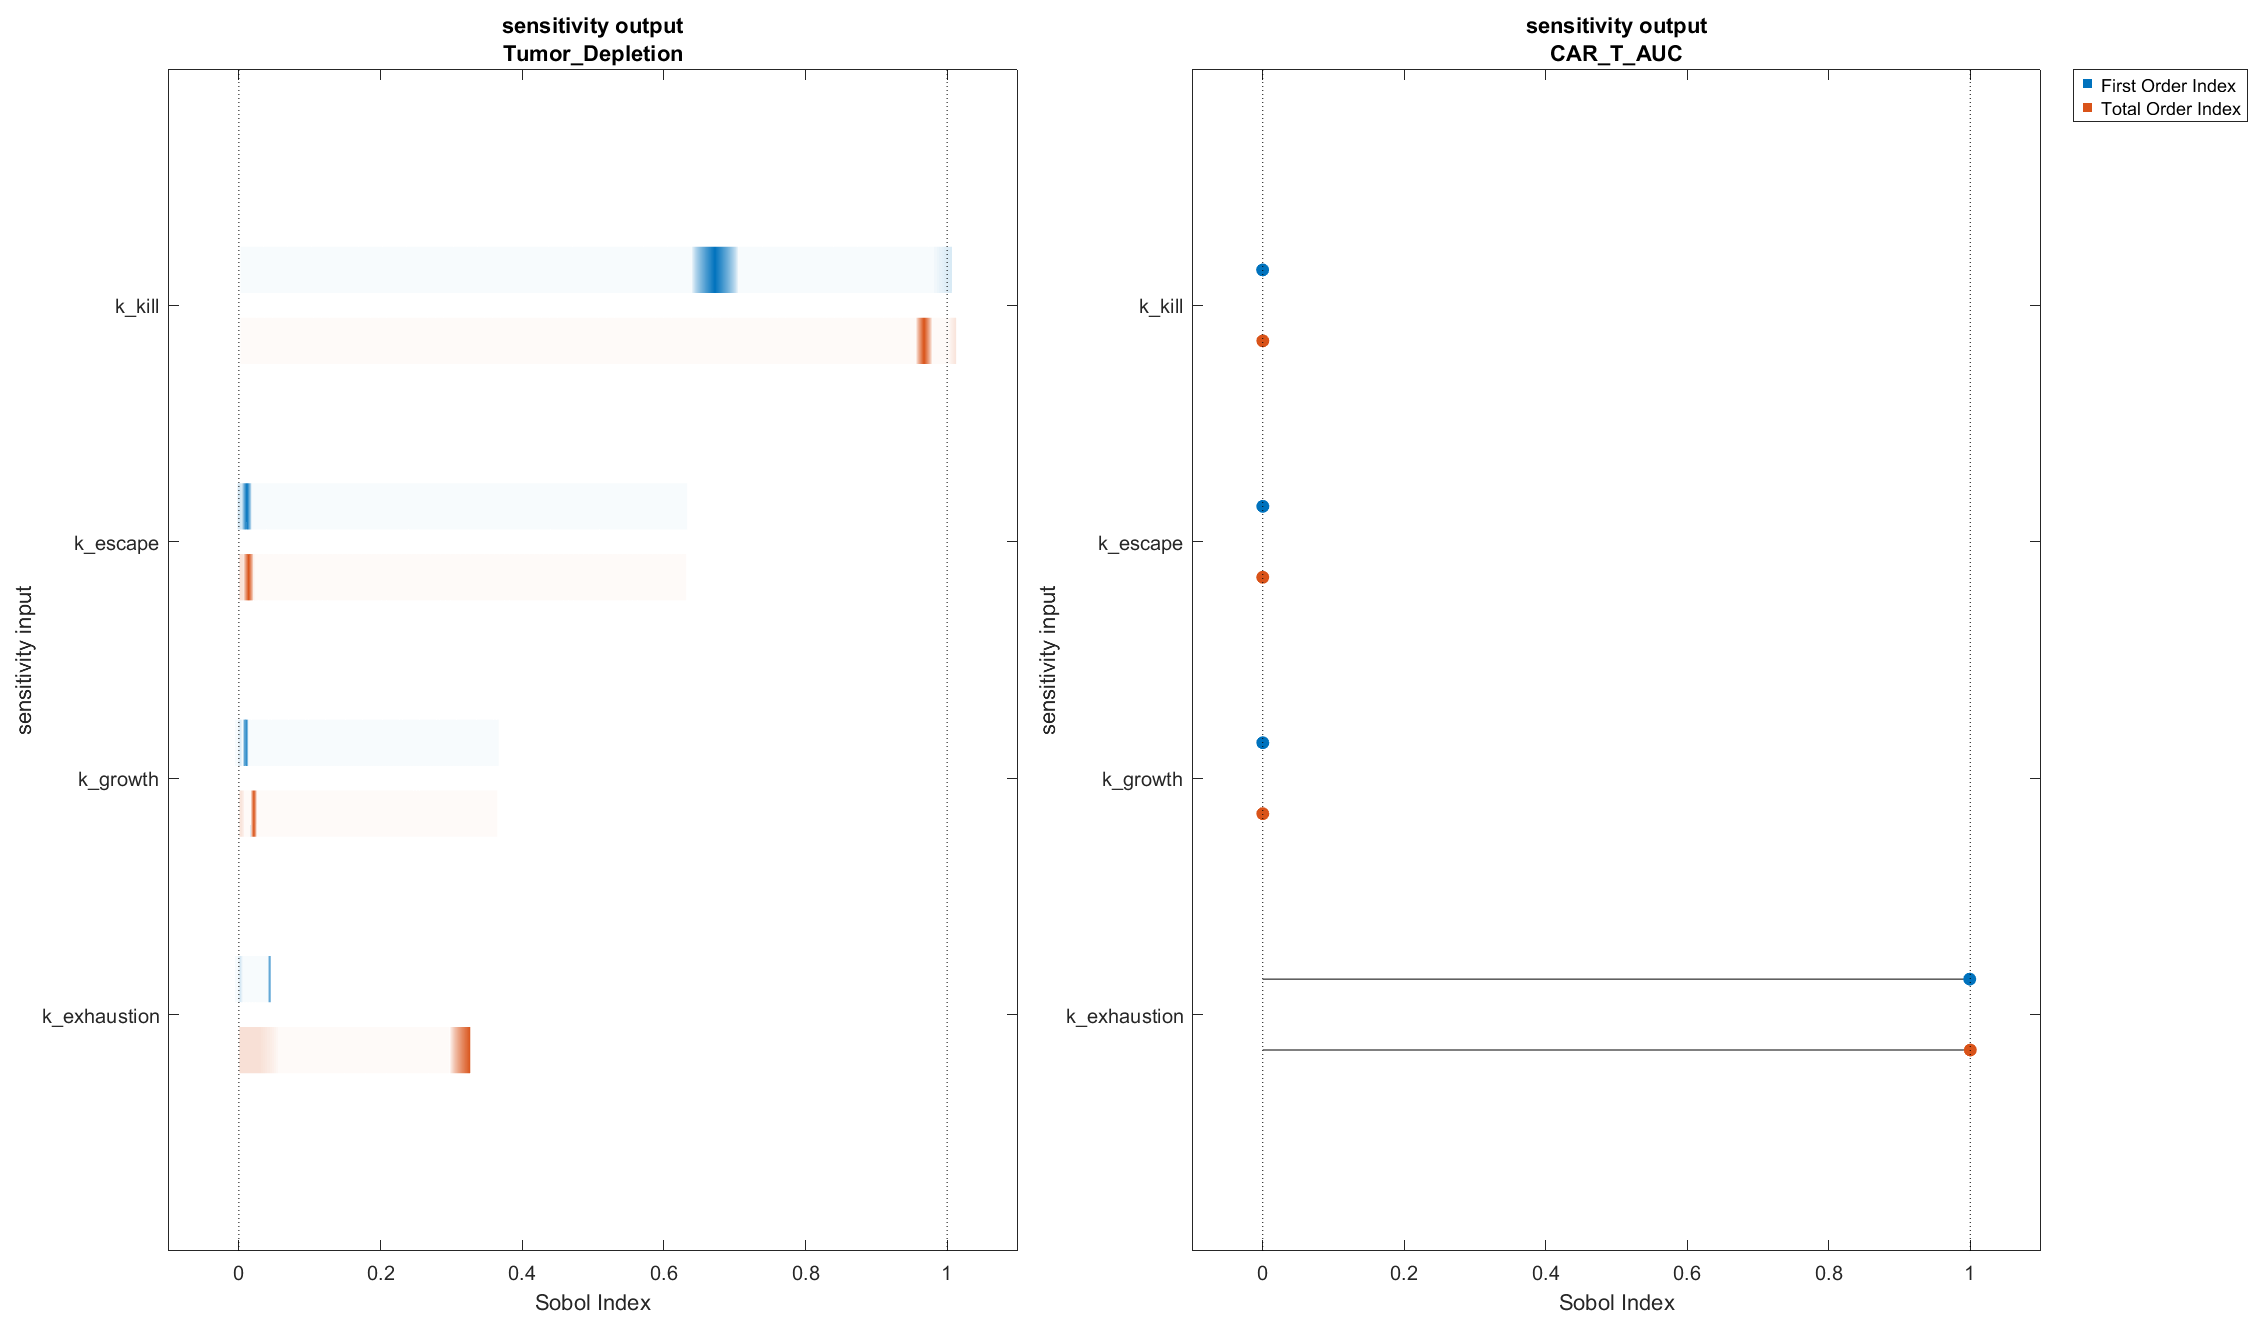 sensitivity output
Tumor_Depletion
k_kill
k_escape
k_growth
k_exhaustion
sensitivity input
0 0.2 0.4 0.6 0.8 1
Sobol Index
sensitivity output
CAR_T_AUC
k_kill
k_escape
k_growth
k_exhaustion
sensitivity input
0 0.2 0.4 0.6 0.8 1
Sobol Index
First Order Index
Total Order Index